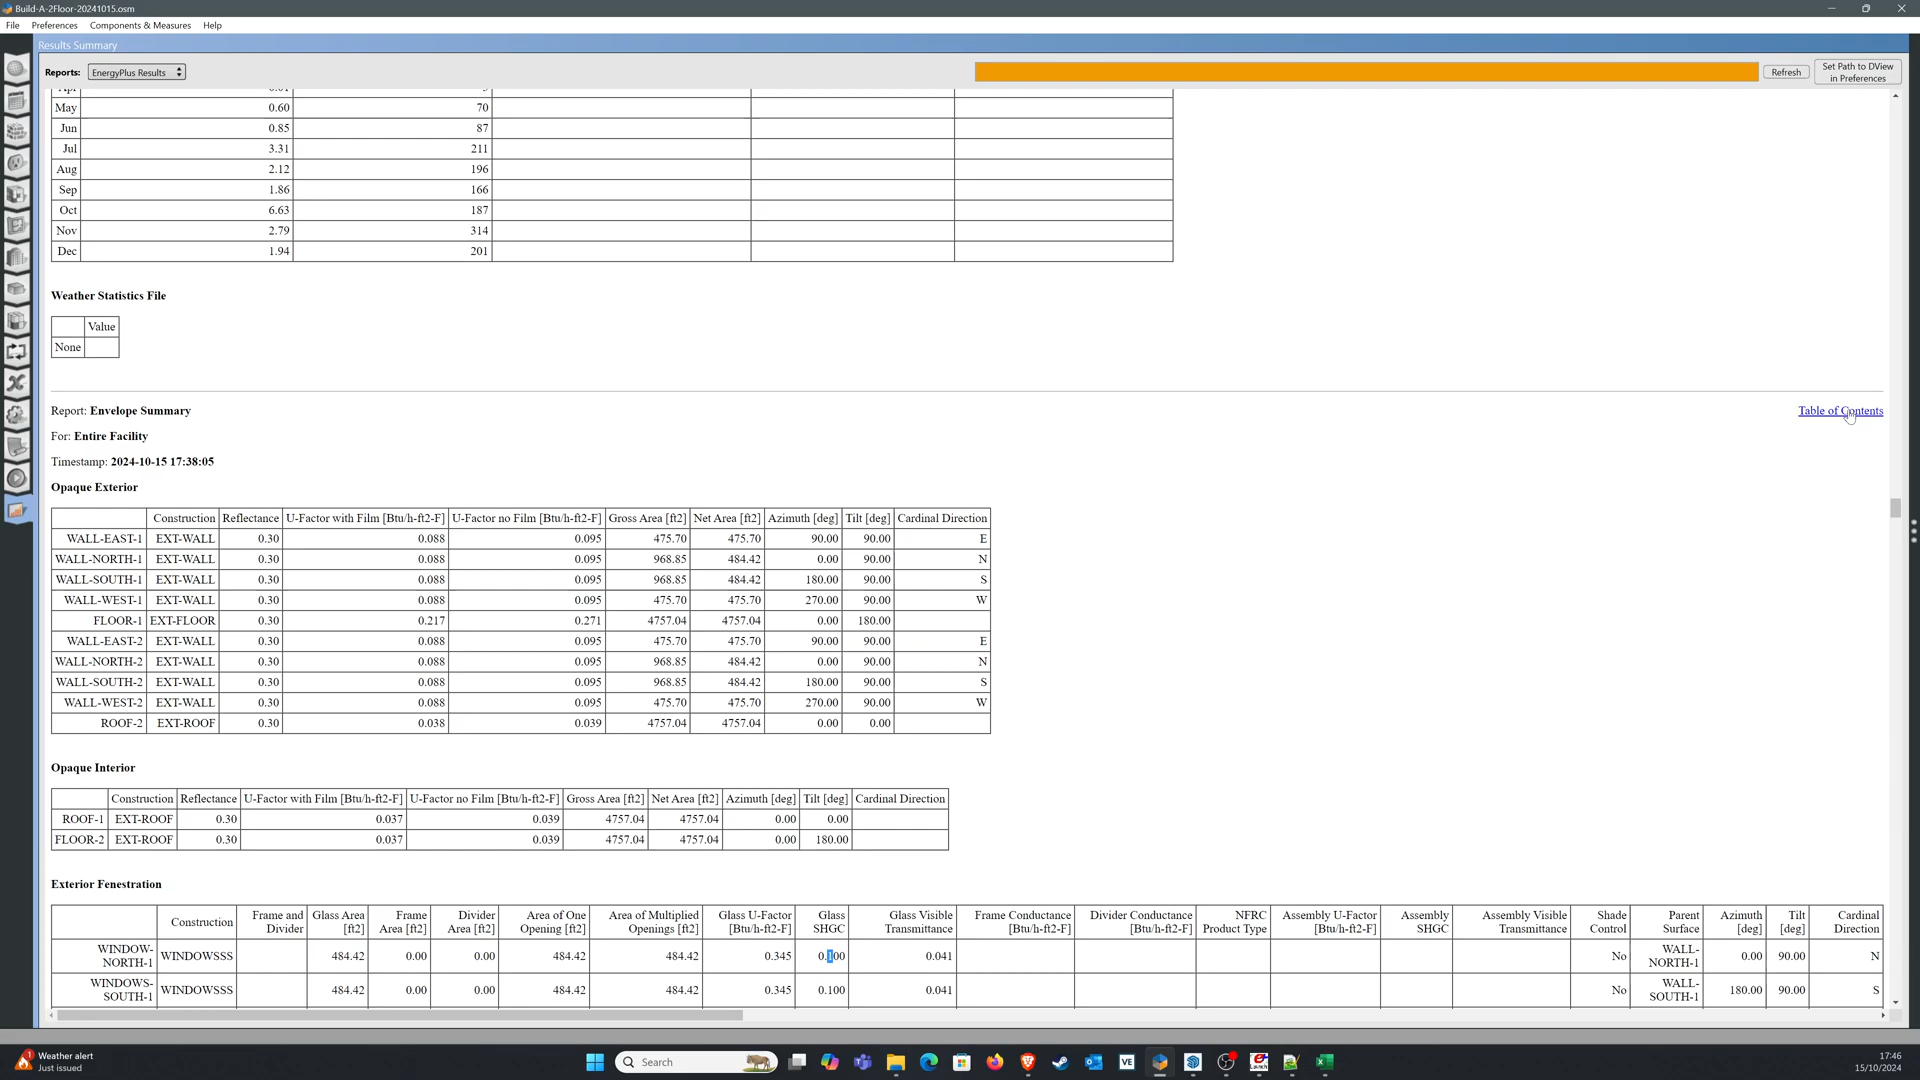 Build-A-2Floor-20241015.osm
File Preferences Components & Measures Help
Results Summary
Reports: EnergyPlus Results Refresh Set Path to DView
in Preferences
May 0.60 70
Jun 0.85 87
Jul 3.31 211
Aug 2.12 196
Sep 1.86 166
Oct 6.63 187
Nov 2.79 314
Dec 1.94 201
Weather Statistics File
Value
None
Report: Envelope Summary Table of Contents
For: Entire Facility
Timestamp: 2024-10-15 17:38:05
Opaque Exterior
Construction Reflectance U-Factor with Film [Btu/h-ft2-F] U-Factor no Film [Btu/h-ft2-F] Gross Area [ft2] Net Area [ft2] Azimuth [deg] Tilt [deg] Cardinal Direction
WALL-EAST-1 EXT-WALL 0.30 0.088 0.095 475.70 475.70 90.00 90.00 E
WALL-NORTH-1 EXT-WALL 0.30 0.088 0.095 968.85 484.42 0.00 90.00 N
WALL-SOUTH-1 EXT-WALL 0.30 0.088 0.095 968.85 484.42 180.00 90.00 S
WALL-WEST-1 EXT-WALL 0.30 0.088 0.095 475.70 475.70 270.00 90.00 W
FLOOR-1 EXT-FLOOR 0.30 0.217 0.271 4757.04 4757.04 0.00 180.00
WALL-EAST-2 EXT-WALL 0.30 0.088 0.095 475.70 475.70 90.00 90.00 E
WALL-NORTH-2 EXT-WALL 0.30 0.088 0.095 968.85 484.42 0.00 90.00 N
WALL-SOUTH-2 EXT-WALL 0.30 0.088 0.095 968.85 484.42 180.00 90.00 S
WALL-WEST-2 EXT-WALL 0.30 0.088 0.095 475.70 475.70 270.00 90.00 W
ROOF-2 EXT-ROOF 0.30 0.038 0.039 4757.04 4757.04 0.00 0.00
Opaque Interior
Construction Reflectance U-Factor with Film [Btu/h-ft2-F] U-Factor no Film [Btu/h-ft2-F] Gross Area [ft2] Net Area [ft2] Azimuth [deg] Tilt [deg] Cardinal Direction
ROOF-1 EXT-ROOF 0.30 0.037 0.039 4757.04 4757.04 0.00 0.00
FLOOR-2 EXT-ROOF 0.30 0.037 0.039 4757.04 4757.04 0.00 180.00
Exterior Fenestration
Frame and Glass Area Frame Divider Area of One Area of Multiplied Glass U-Factor Glass Glass Visible Frame Conductance Divider Conductance NFRC Assembly U-Factor Assembly Assembly Visible Shade Parent Azimuth Tilt Cardinal
Construction Divider [ft2] Area [ft2] Area [ft2] Opening [ft2] Openings [ft2] [Btu/h-ft2-F] SHGC Transmittance [Btu/h-ft2-F] [Btu/h-ft2-F] Product Type [Btu/h-ft2-F] SHGC Transmittance Control Surface [deg] [deg] Direction
WINDOW- WALL-
NORTH-1 WINDOWSSS 484.42 0.00 0.00 484.42 484.42 0.345 0.100 0.041 No NORTH-1 0.00 90.00 N
WINDOWS- WALL-
SOUTH-1 WINDOWSSS 484.42 0.00 0.00 484.42 484.42 0.345 0.100 0.041 No SOUTH-1 180.00 90.00 S
1 Weather alert
Just issued
Search
VE
17:46
15/10/2024